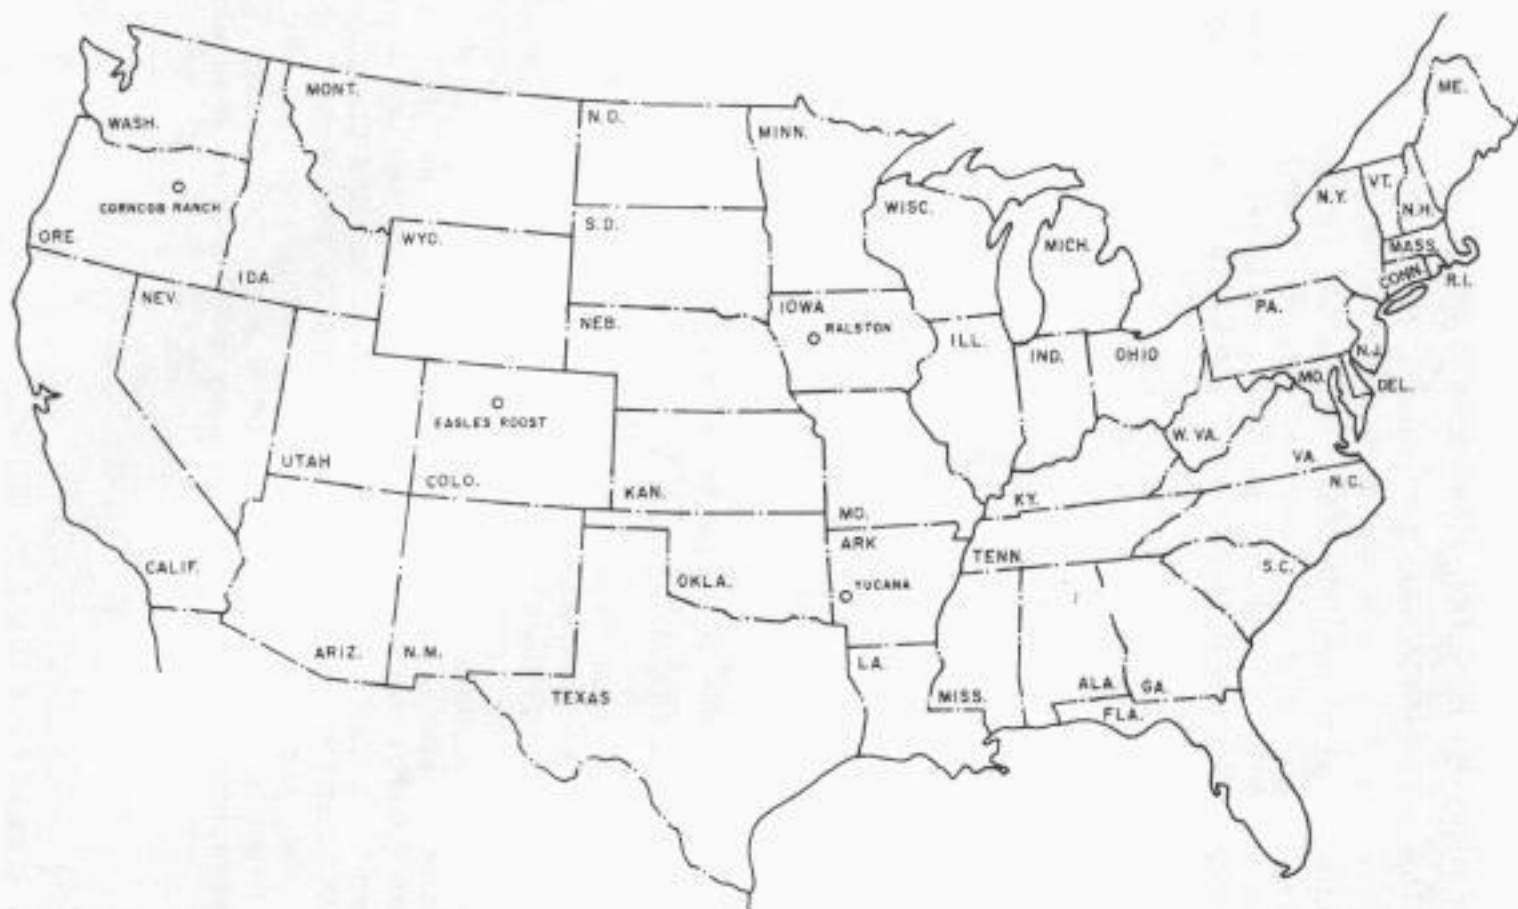 ME.
MONT.
N.D.
MINN.
WASH.
VT.
N.Y.
WISC.
N.H.
CORNCOB RANCH
S.D.
ORE
WYO.
MICH.
MASS.
IDA.
CONN.
R.I.
NEV.
IOWA
PA.
NEB.
RALSTON
ILL.
IND.
OHIO
N.J.
MD.
DEL.
EAGLES ROOST
W. VA.
VA.
UTAH
COLO.
N.C.
KAN.
KY.
MO.
ARK
TENN.
CALIF.
S.C.
OKLA.
YUCANA
ARIZ.
N.M.
LA.
TEXAS
MISS.
ALA.
GA.
FLA.